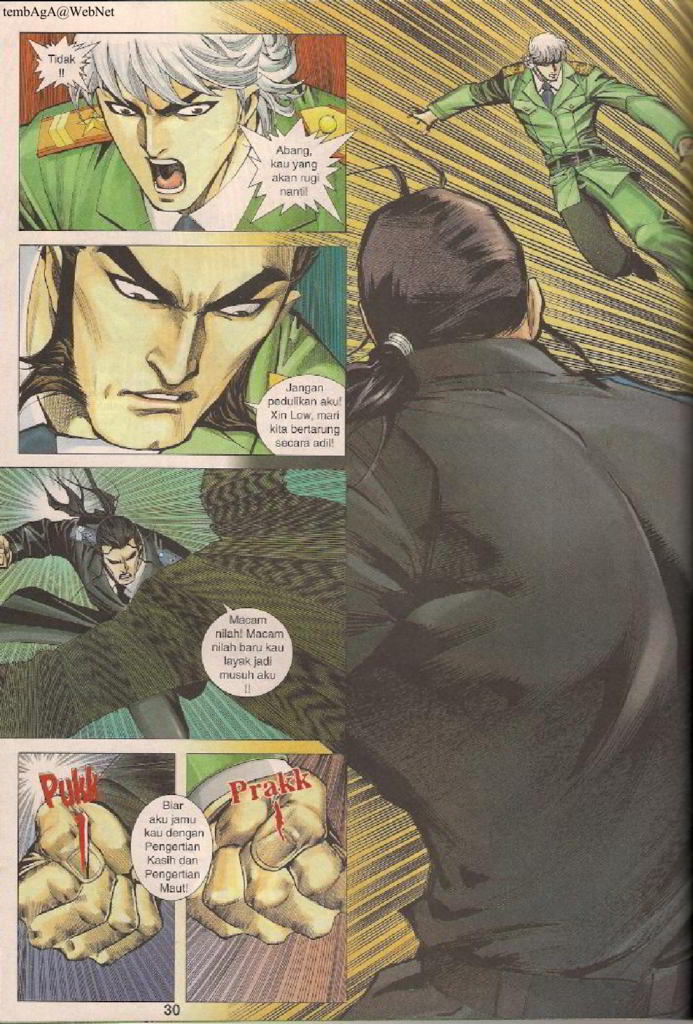 tembAgA@WebNet
Tidak
!!
Abang,
kau yang
akan rugi
nanti!
Jangan
pedulikan aku!
Xin Low, mari
kita bertarung
secara adil!
Macam
nilah! Macam
nilah baru kau
layak jadi
musuh aku
!!
Pukk
Prakk
Biar
aku jamu
kau dengan
Pengertian
Kasih dan
Pengertian
Maut!
30